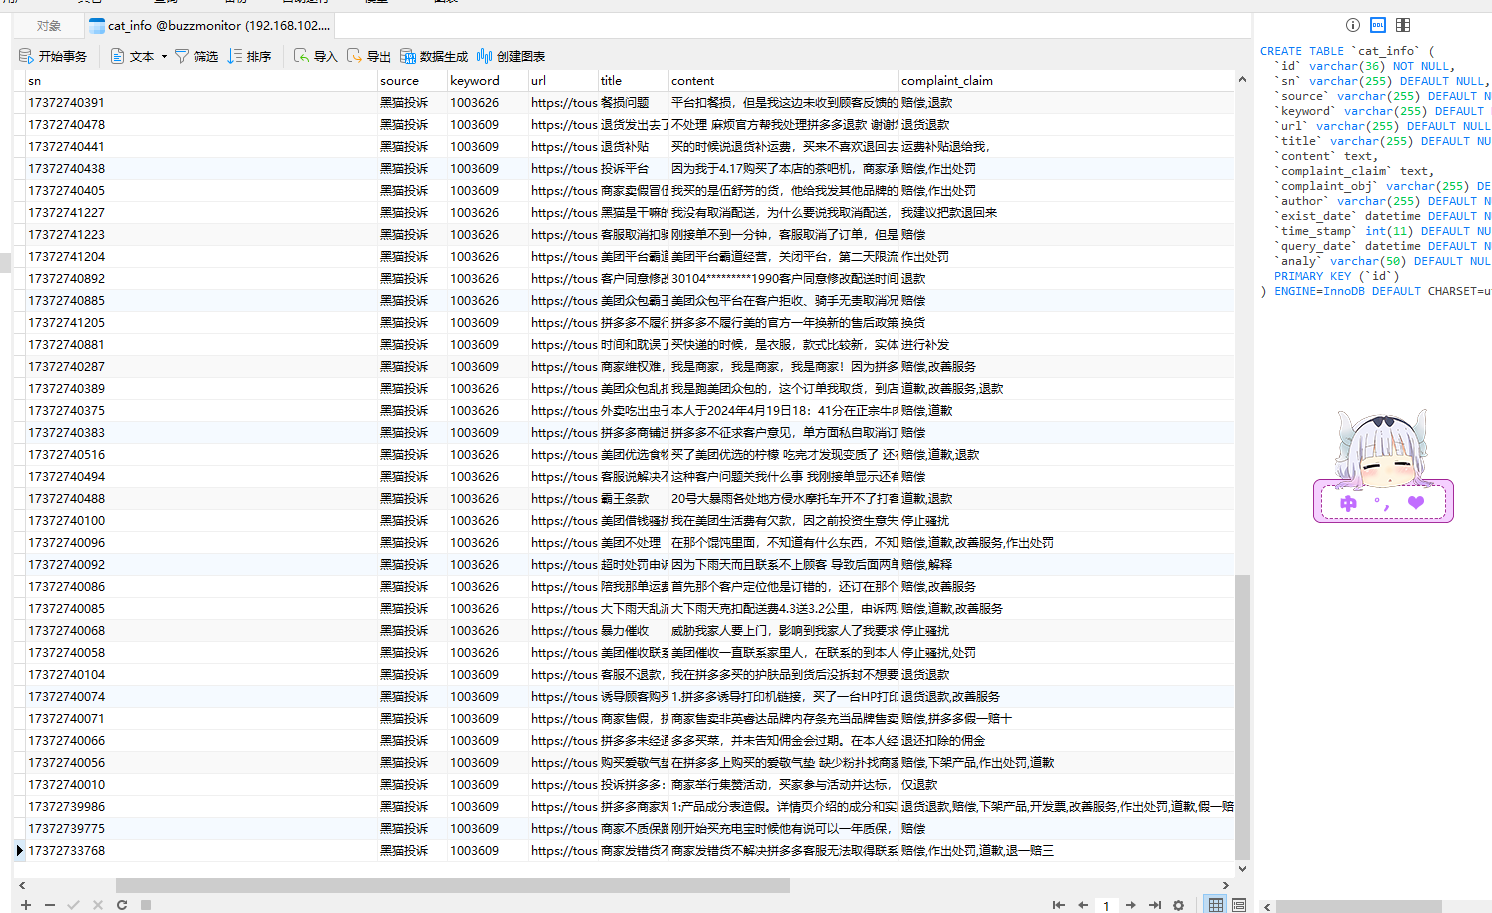 对象 cat_info @buzzmonitor (192.168.102....
开始事务 文本 筛选 排序 导入 导出 数据生成 创建图表
sn source keyword url title content complaint_claim
17372740391 黑猫投诉 1003626 https://tous 餐损问题 平台扣餐损，但是我这边未收到顾客反馈的 赔偿,退款
17372740478 黑猫投诉 1003609 https://tous 退货发出去了 不处理 麻烦官方帮我处理拼多多退款 谢谢 退货退款
17372740441 黑猫投诉 1003609 https://tous 退货补贴 买的时候说退货补运费，买来不喜欢退回去 运费补贴退给我，
17372740438 黑猫投诉 1003609 https://tous 投诉平台 因为我于4.17购买了本店的茶吧机，商家承 赔偿,作出处罚
17372740405 黑猫投诉 1003609 https://tous 商家卖假冒伍 我买的是伍舒芳的货，他给我发其他品牌的 赔偿,作出处罚
17372741227 黑猫投诉 1003626 https://tous 黑猫是干嘛的 我没有取消配送，为什么要说我取消配送， 我建议把款退回来
17372741223 黑猫投诉 1003626 https://tous 客服取消扣骑 刚接单不到一分钟，客服取消了订单，但是 赔偿
17372741204 黑猫投诉 1003626 https://tous 美团平台霸道 美团平台霸道经营，关闭平台，第二天限流 作出处罚
17372740892 黑猫投诉 1003626 https://tous 客户同意修改 30104*********1990客户同意修改配送时间 退款
17372740885 黑猫投诉 1003626 https://tous 美团众包霸王 美团众包平台在客户拒收、骑手无责取消况 赔偿
17372741205 黑猫投诉 1003609 https://tous 拼多多不履行 拼多多不履行美的官方一年换新的售后政策 换货
17372740881 黑猫投诉 1003609 https://tous 时间和耽误了 买快递的时候，是衣服，款式比较新，实体 进行补发
17372740287 黑猫投诉 1003609 https://tous 商家维权难， 我是商家，我是商家，我是商家！因为拼多 赔偿,改善服务
17372740389 黑猫投诉 1003626 https://tous 美团众包乱扣 我是跑美团众包的，这个订单我取货，到店 道歉,改善服务,退款
17372740375 黑猫投诉 1003626 https://tous 外卖吃出虫子 本人于2024年4月19日18：41分在正宗牛肉 赔偿,道歉
17372740383 黑猫投诉 1003609 https://tous 拼多多商铺违 拼多多不征求客户意见，单方面私自取消订 赔偿
17372740516 黑猫投诉 1003626 https://tous 美团优选食物 买了美团优选的柠檬 吃完才发现变质了 还 赔偿,道歉,退款
17372740494 黑猫投诉 1003626 https://tous 客服说解决不 这种客户问题关我什么事 我刚接单显示还有 赔偿
17372740488 黑猫投诉 1003626 https://tous 霸王条款 20号大暴雨各处地方侵水摩托车开不了打客 道歉,退款
17372740100 黑猫投诉 1003626 https://tous 美团借钱骚扰 我在美团生活费有欠款，因之前投资生意失 停止骚扰
17372740096 黑猫投诉 1003626 https://tous 美团不处理 在那个馄饨里面，不知道有什么东西，不知 赔偿,道歉,改善服务,作出处罚
17372740092 黑猫投诉 1003626 https://tous 超时处罚申诉 因为下雨天而且联系不上顾客 导致后面两单 赔偿,解释
17372740086 黑猫投诉 1003626 https://tous 陪我那单运费 首先那个客户定位他是订错的，还订在那个 赔偿,改善服务
17372740085 黑猫投诉 1003626 https://tous 大下雨天乱派 大下雨天克扣配送费4.3送3.2公里，申诉两 赔偿,道歉,改善服务
17372740068 黑猫投诉 1003626 https://tous 暴力催收 威胁我家人要上门，影响到我家人了我要求 停止骚扰
17372740058 黑猫投诉 1003626 https://tous 美团催收联系 美团催收一直联系家里人，在联系的到本人 停止骚扰,处罚
17372740104 黑猫投诉 1003609 https://tous 客服不退款， 我在拼多多买的护肤品到货后没拆封不想要 退货退款
17372740074 黑猫投诉 1003609 https://tous 诱导顾客购买 1.拼多多诱导打印机链接，买了一台HP打印 退货退款,改善服务
17372740071 黑猫投诉 1003609 https://tous 商家售假，拼 商家售卖非英睿达品牌内存条充当品牌售卖 赔偿,拼多多假一赔十
17372740066 黑猫投诉 1003609 https://tous 拼多多未经通 多多买菜，并未告知佣金会过期。在本人经 退还扣除的佣金
17372740056 黑猫投诉 1003609 https://tous 购买爱敬气垫 在拼多多上购买的爱敬气垫 缺少粉扑找商家 赔偿,下架产品,作出处罚,道歉
17372740010 黑猫投诉 1003609 https://tous 投诉拼多多： 商家举行集赞活动，买家参与活动并达标， 仅退款
17372739986 黑猫投诉 1003609 https://tous 拼多多商家知 1:产品成分表造假。详情页介绍的成分和实 退货退款,赔偿,下架产品,开发票,改善服务,作出处罚,道歉,假一赔
17372739775 黑猫投诉 1003609 https://tous 商家不质保跑 刚开始买充电宝时候他有说可以一年质保， 赔偿
17372733768 黑猫投诉 1003609 https://tous 商家发错货不 商家发错货不解决拼多多客服无法取得联系 赔偿,作出处罚,道歉,退一赔三
1
CREATE TABLE `cat_info` (
`id` varchar(36) NOT NULL,
`sn` varchar(255) DEFAULT NULL,
`source` varchar(255) DEFAULT N
`keyword` varchar(255) DEFAULT
`url` varchar(255) DEFAULT NULL
`title` varchar(255) DEFAULT NU
`content` text,
`complaint_claim` text,
`complaint_obj` varchar(255) DE
`author` varchar(255) DEFAULT N
`exist_date` datetime DEFAULT N
`time_stamp` int(11) DEFAULT NU
`query_date` datetime DEFAULT N
`analy` varchar(50) DEFAULT NUL
PRIMARY KEY (`id`)
) ENGINE=InnoDB DEFAULT CHARSET=u
中 °, ❤